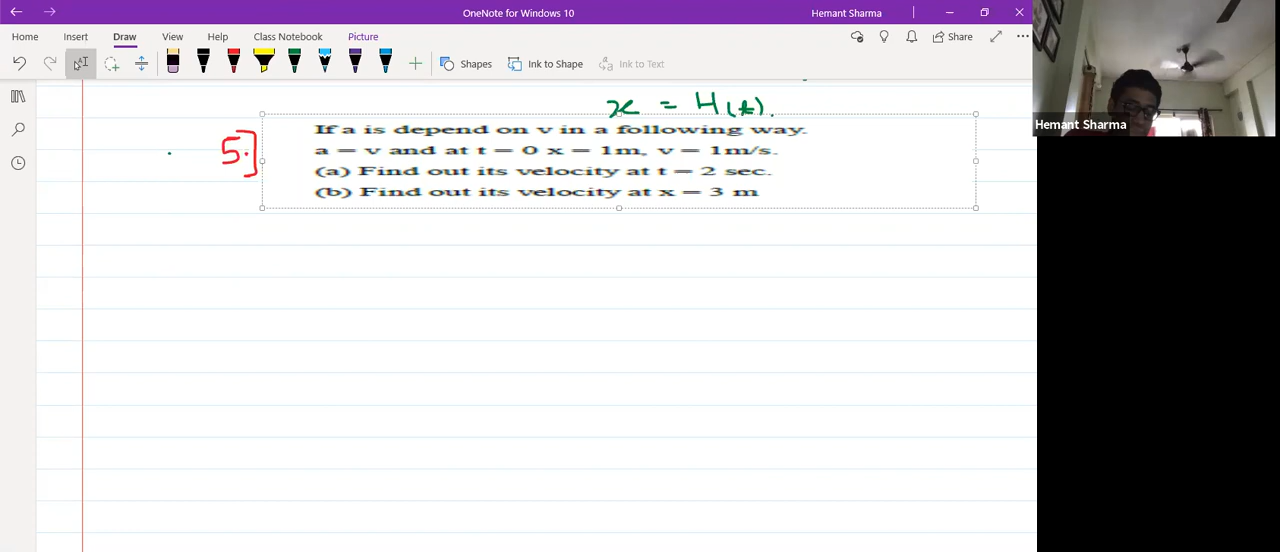 OneNote for Windows 10
Hemant Sharma
Home Insert Draw View Help Class Notebook Picture
Share
Shapes
Ink to Shape
Ink to Text
x = H(t).
5.]
If a is depend on v in a following way.
a = v and at t = 0 x = 1m, v = 1m/s.
(a) Find out its velocity at t = 2 sec.
(b) Find out its velocity at x = 3 m
Hemant Sharma